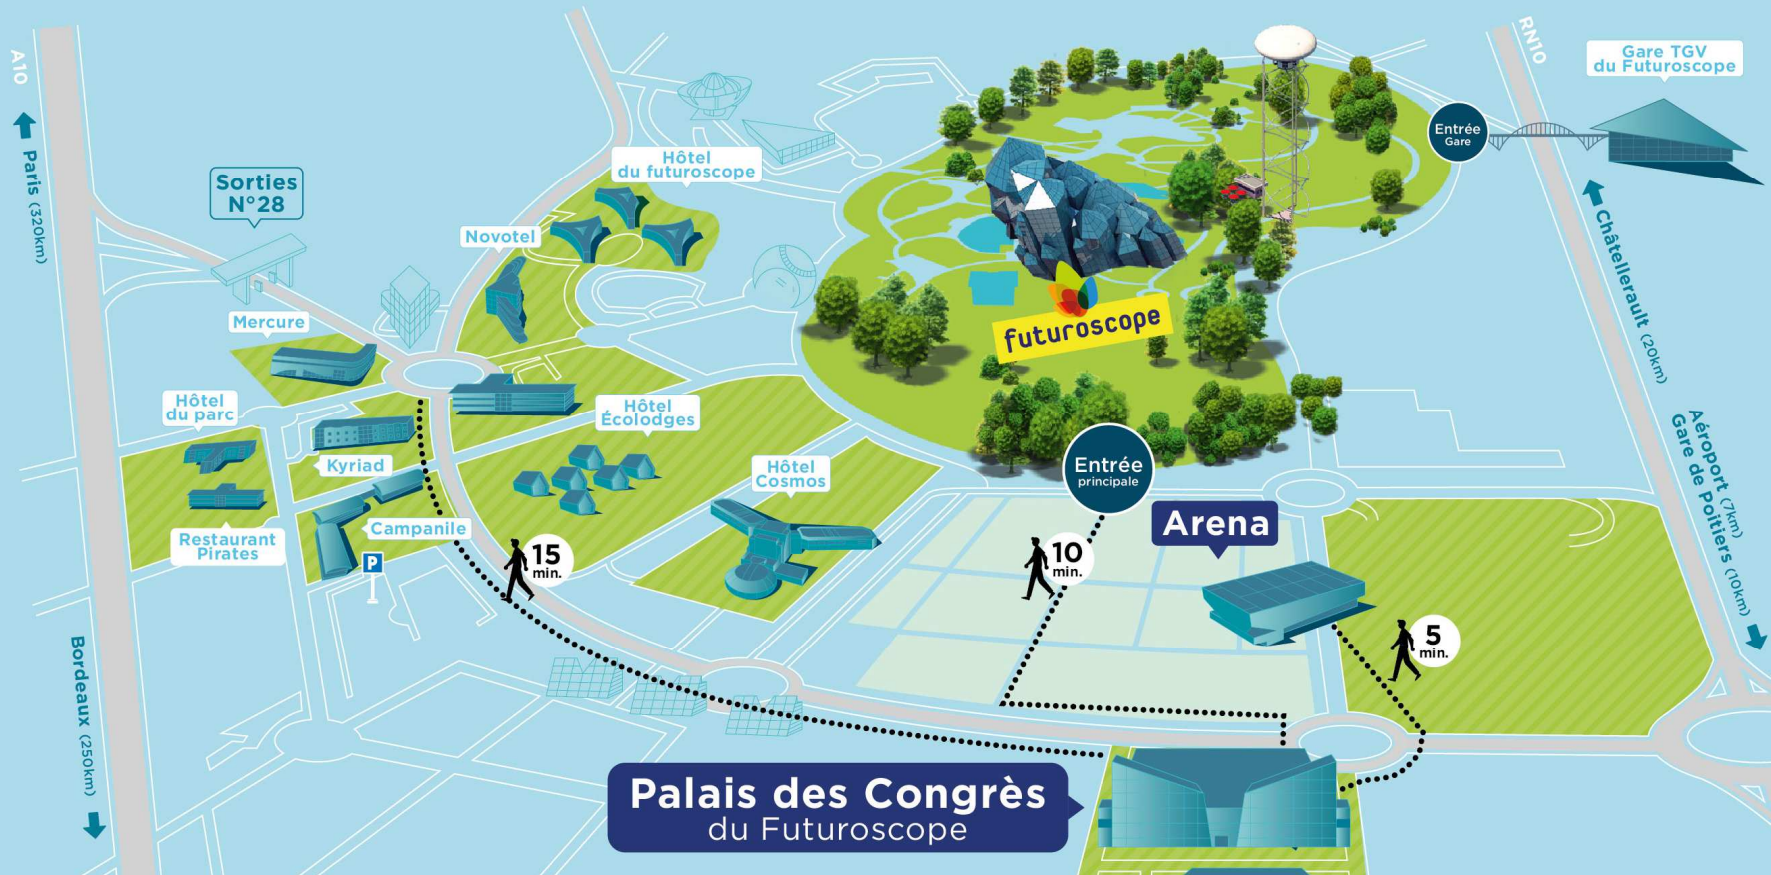 A10
Paris (320km)
Bordeaux (250km)
Sorties
N°28
Mercure
Hôtel
du parc
Kyriad
Restaurant
Pirates
Campanile
P
Novotel
Hôtel
du futuroscope
Hôtel
Écolodges
Hôtel
Cosmos
futuroscope
Entrée
principale
Entrée
Gare
RN10
Gare TGV
du Futuroscope
Châtellerault (20km)
Aéroport (7km)
Gare de Poitiers (10km)
Arena
15
min.
10
min.
5
min.
Palais des Congrès
du Futuroscope